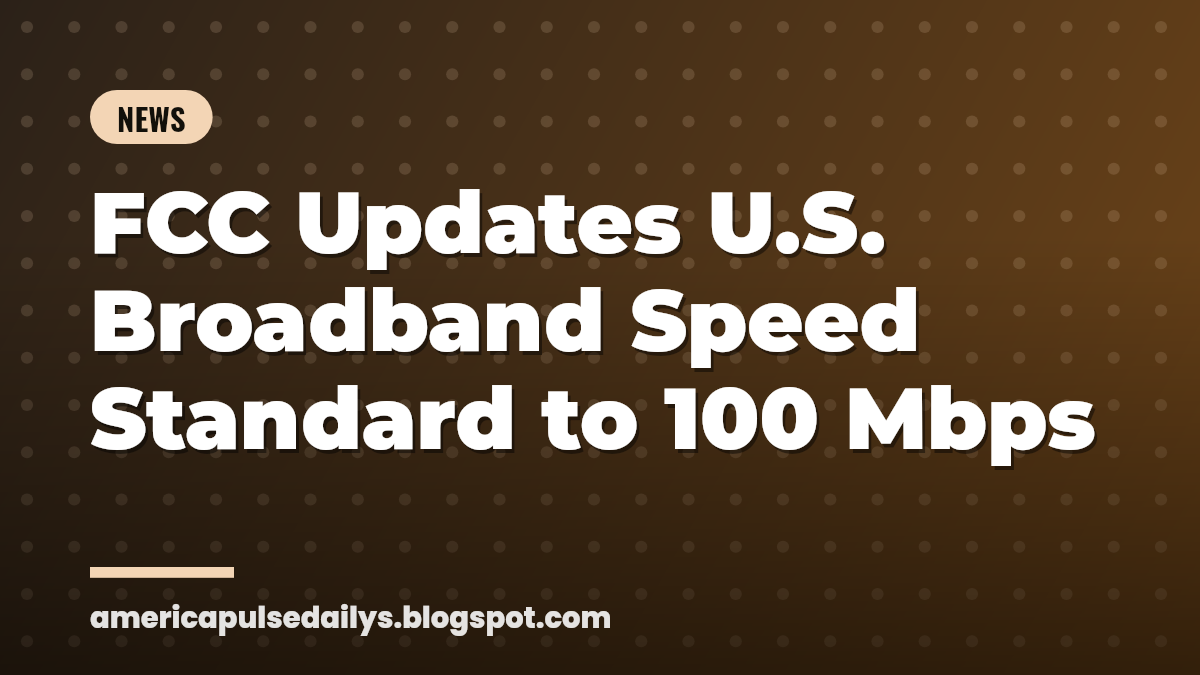 NEWS
FCC Updates U.S.
Broadband Speed
Standard to 100 Mbps
americapulsedailys.blogspot.com